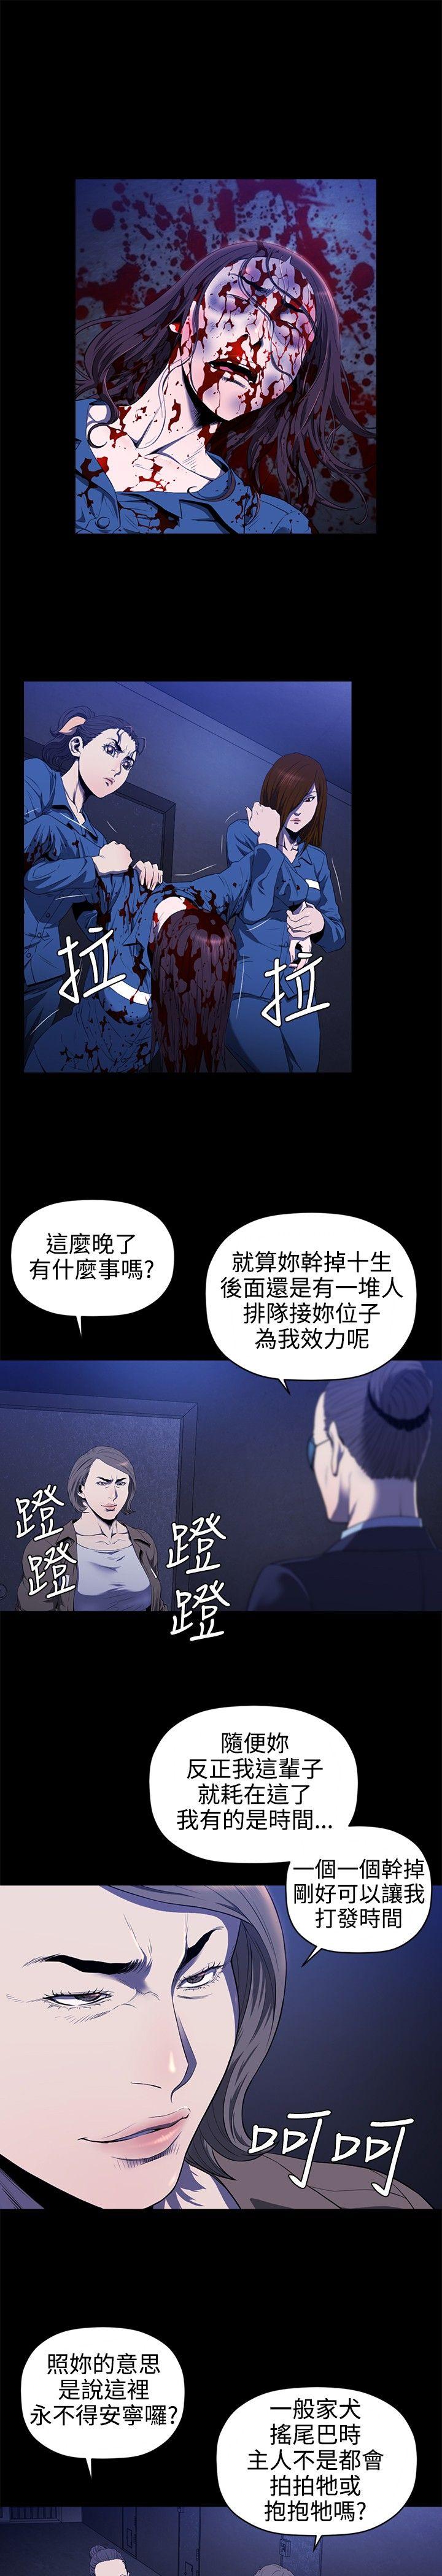 拉
拉
這麼晚了
有什麼事嗎?
就算妳幹掉十生
後面還是有一堆人
排隊接妳位子
為我效力呢
蹬
蹬
蹬
蹬
隨便妳
反正我這輩子
就耗在這了
我有的是時間...
一個一個幹掉
剛好可以讓我
打發時間
呵呵
照妳的意思
是說這裡
永不得安寧囉?
一般家犬
搖尾巴時
主人不是都會
拍拍牠或
抱抱牠嗎?